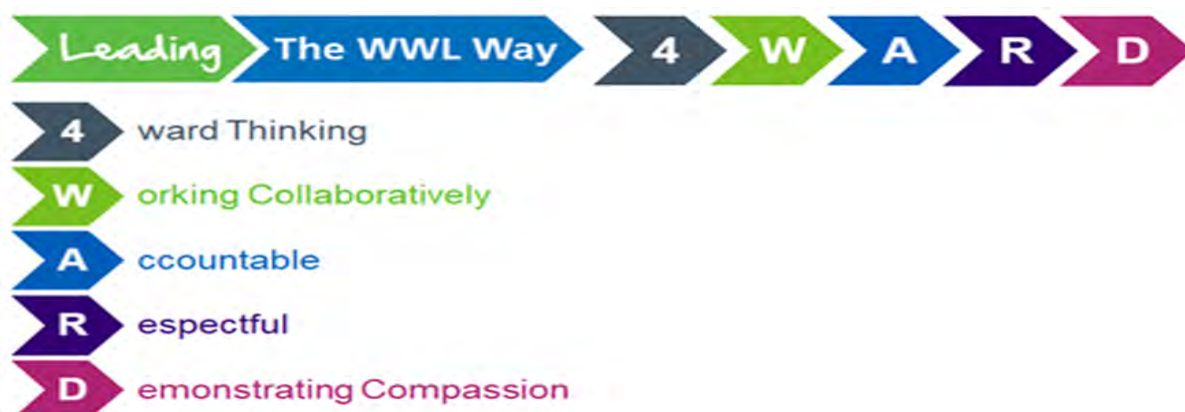 Leading The WWL Way 4 W A R D
4 ward Thinking
W orking Collaboratively
A ccountable
R espectful
D emonstrating Compassion